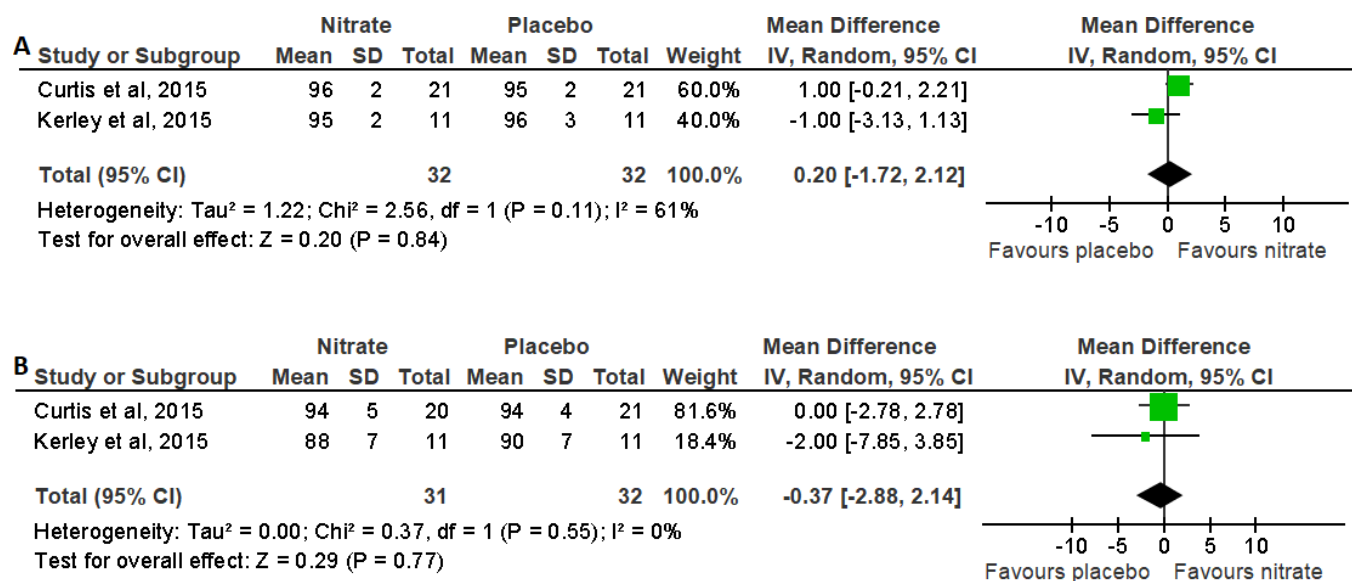 Nitrate Placebo Mean Difference Mean Difference
A Study or Subgroup Mean SD Total Mean SD Total Weight IV, Random, 95% CI IV, Random, 95% CI
Curtis et al, 2015 96 2 21 95 2 21 60.0% 1.00 [-0.21, 2.21]
Kerley et al, 2015 95 2 11 96 3 11 40.0% -1.00 [-3.13, 1.13]
Total (95% CI) 32 32 100.0% 0.20 [-1.72, 2.12]
Heterogeneity: Tau² = 1.22; Chi² = 2.56, df = 1 (P = 0.11); I² = 61%
Test for overall effect: Z = 0.20 (P = 0.84)
-10 -5 0 5 10
Favours placebo Favours nitrate
Nitrate Placebo Mean Difference Mean Difference
B Study or Subgroup Mean SD Total Mean SD Total Weight IV, Random, 95% CI IV, Random, 95% CI
Curtis et al, 2015 94 5 20 94 4 21 81.6% 0.00 [-2.78, 2.78]
Kerley et al, 2015 88 7 11 90 7 11 18.4% -2.00 [-7.85, 3.85]
Total (95% CI) 31 32 100.0% -0.37 [-2.88, 2.14]
Heterogeneity: Tau² = 0.00; Chi² = 0.37, df = 1 (P = 0.55); I² = 0%
Test for overall effect: Z = 0.29 (P = 0.77)
-10 -5 0 5 10
Favours placebo Favours nitrate